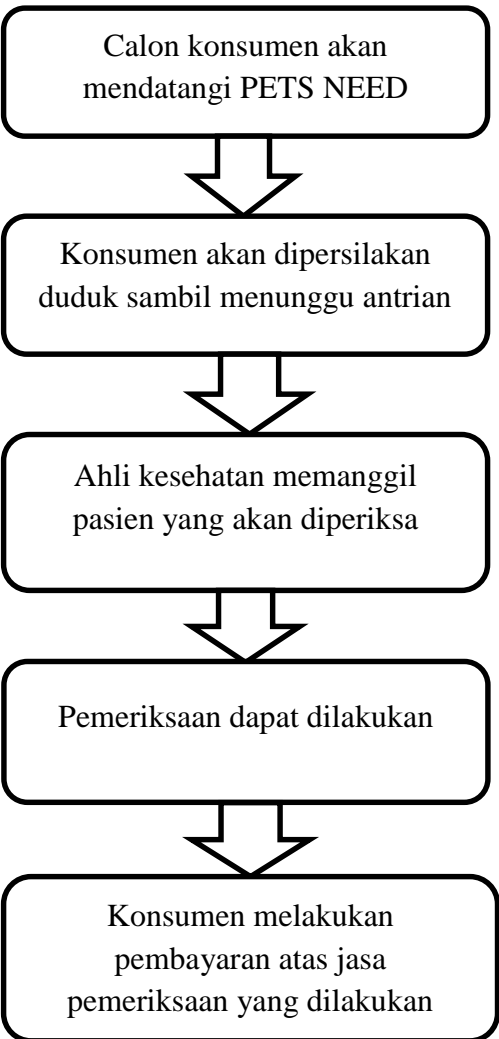 Calon konsumen akan
mendatangi PETS NEED
Konsumen akan dipersilakan
duduk sambil menunggu antrian
Ahli kesehatan memanggil
pasien yang akan diperiksa
Pemeriksaan dapat dilakukan
Konsumen melakukan
pembayaran atas jasa
pemeriksaan yang dilakukan